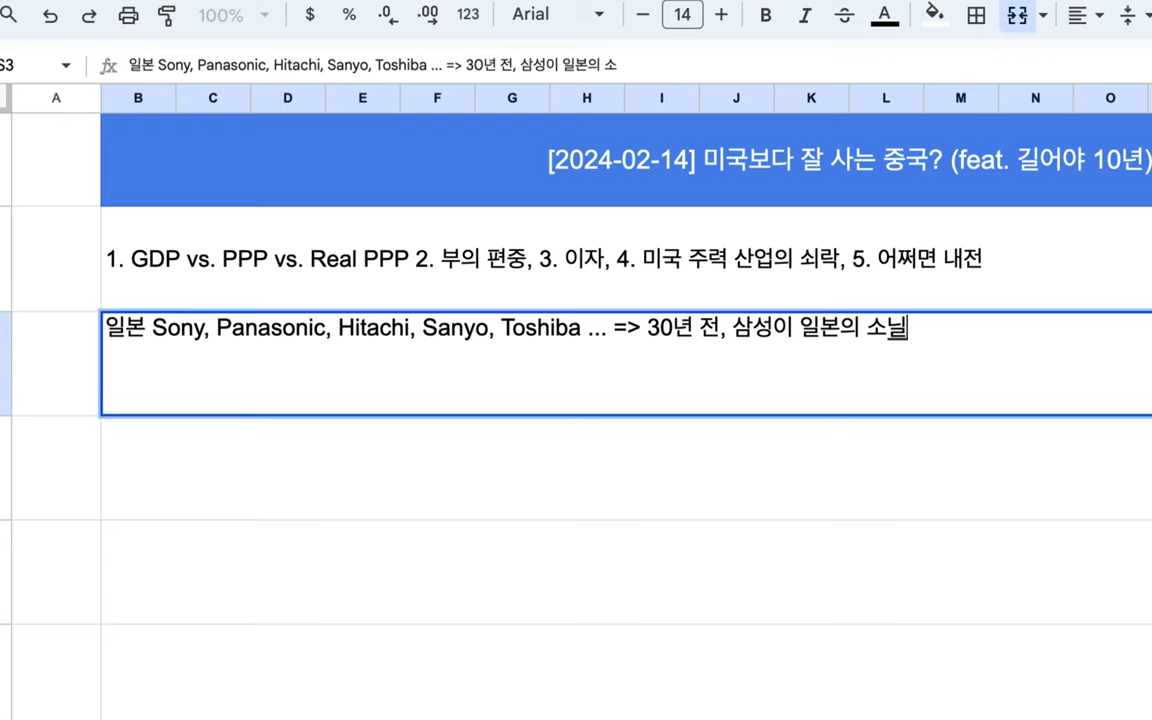 100% $ % .0 .00 123 Arial 14 B I A
S3 fx 일본 Sony, Panasonic, Hitachi, Sanyo, Toshiba ... => 30년 전, 삼성이 일본의 소
A B C D E F G H I J K L M N O
[2024-02-14] 미국보다 잘 사는 중국? (feat. 길어야 10년)
1. GDP vs. PPP vs. Real PPP 2. 부의 편중, 3. 이자, 4. 미국 주력 산업의 쇠락, 5. 어쩌면 내전
일본 Sony, Panasonic, Hitachi, Sanyo, Toshiba ... => 30년 전, 삼성이 일본의 소닐